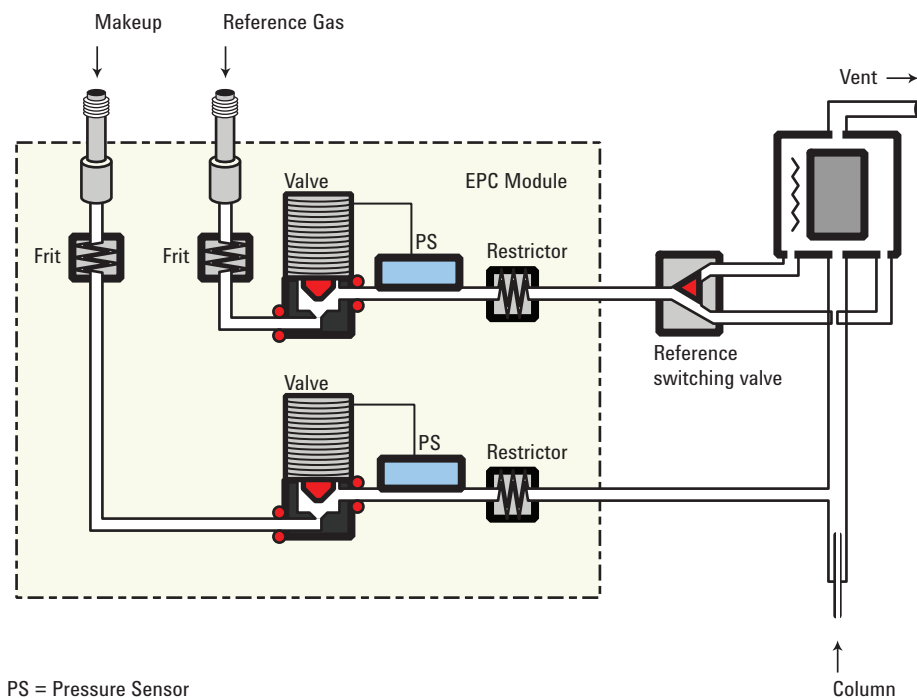 Makeup
Reference Gas
Vent
Valve
EPC Module
PS
Restrictor
Frit
Frit
Reference
switching valve
Valve
PS
Restrictor
PS = Pressure Sensor
Column